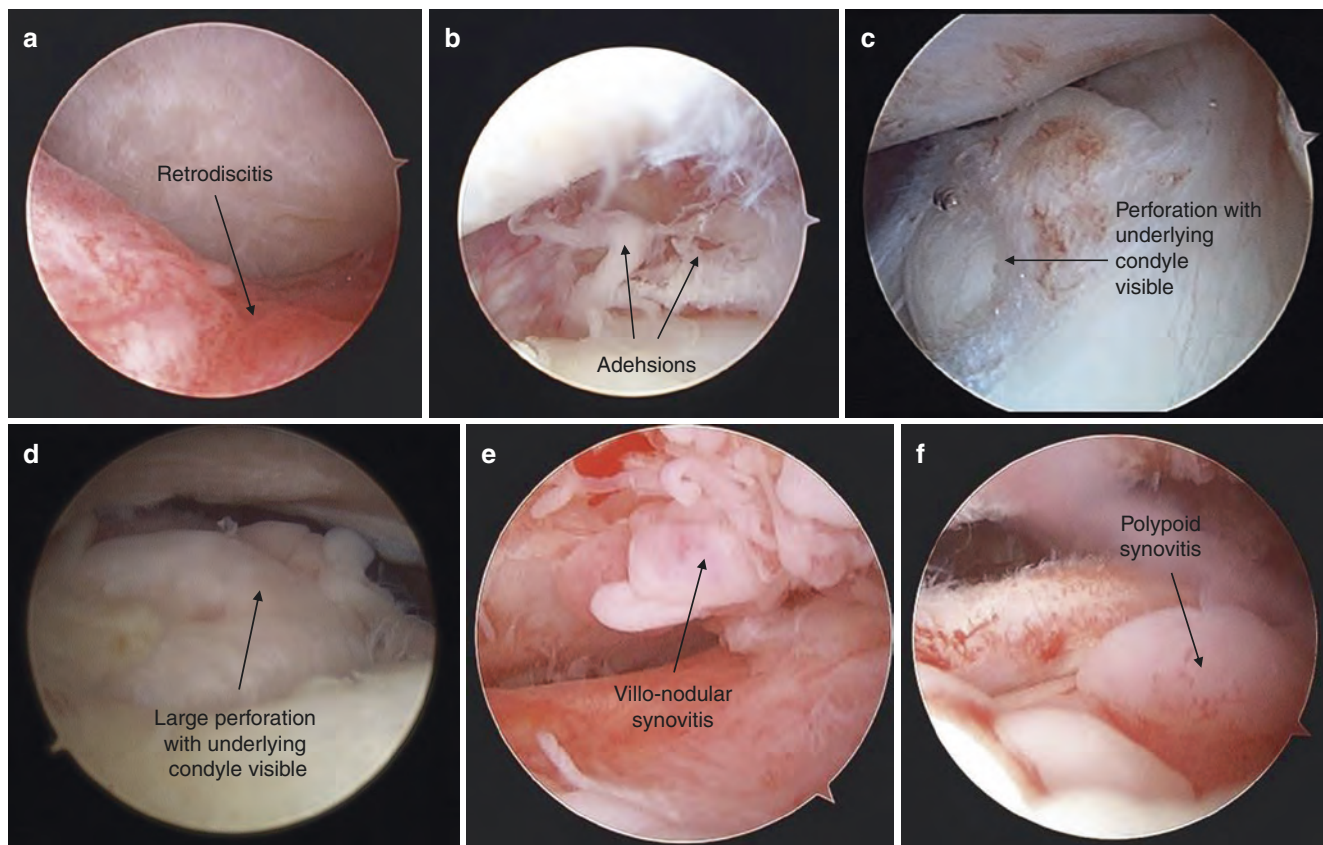 a
Retrodiscitis
b
Adehsions
c
Perforation with
underlying
condyle
visible
d
Large perforation
with underlying
condyle visible
e
Villo-nodular
synovitis
f
Polypoid
synovitis